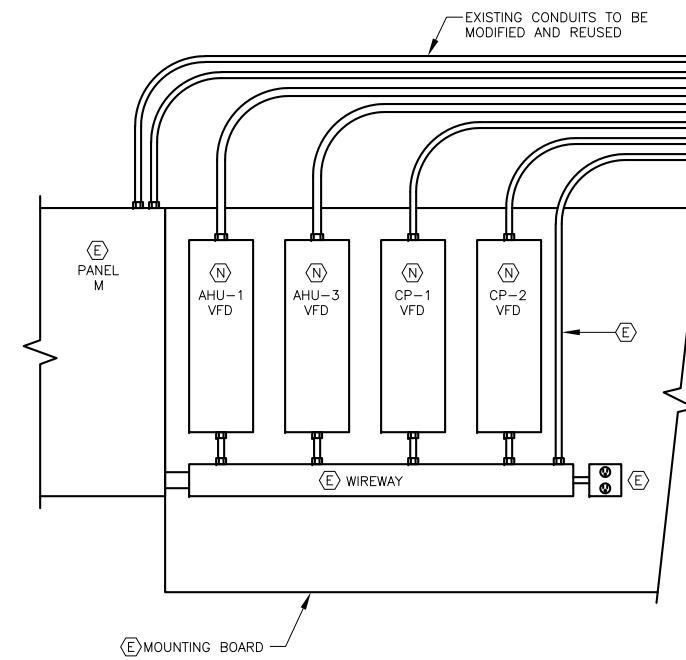 EXISTING CONDUITS TO BE
MODIFIED AND REUSED
E
PANEL
M
N
AHU-1
VFD
N
AHU-3
VFD
N
CP-1
VFD
N
CP-2
VFD
E
E WIREWAY
E
E MOUNTING BOARD